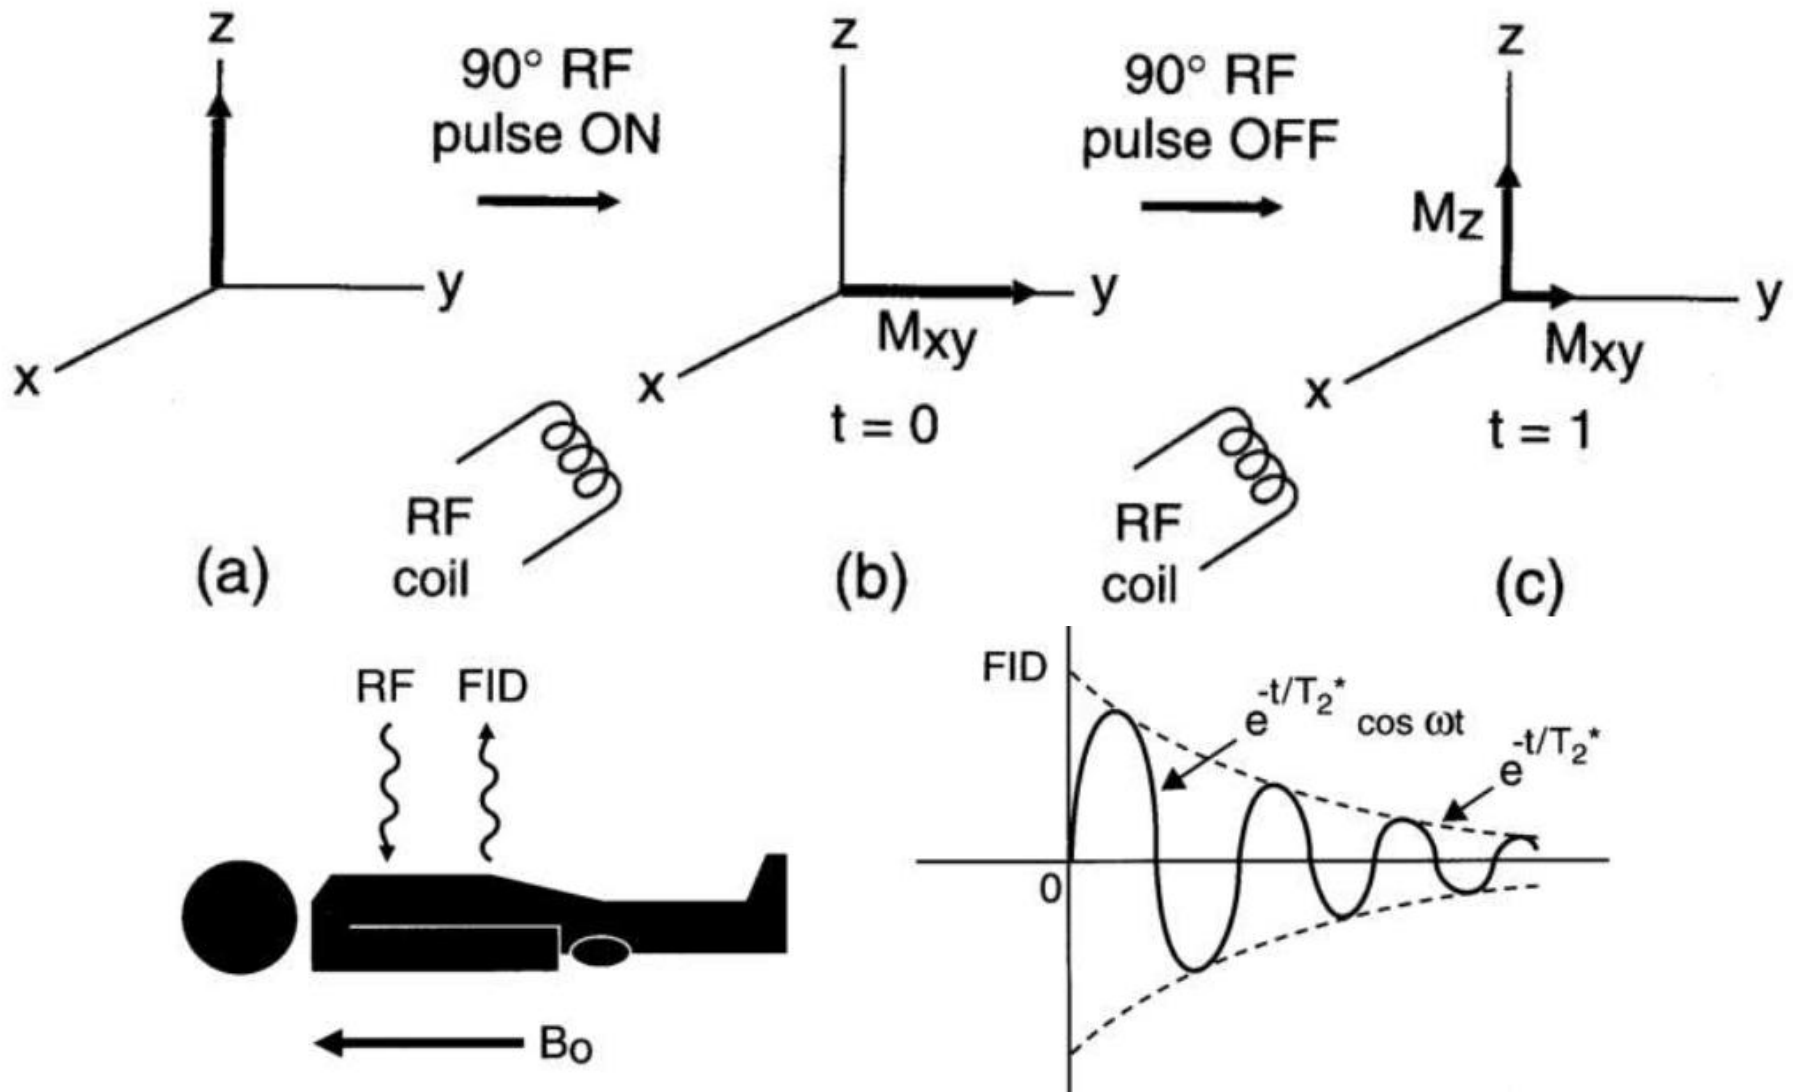 z
90° RF
pulse ON
y
x
z
90° RF
pulse OFF
y
Mxy
x
t = 0
z
Mz
y
Mxy
x
t = 1
RF
coil
RF
coil
(a)
(b)
(c)
RF FID
Bo
FID
e-t/T2* cos ωt
e-t/T2*
0